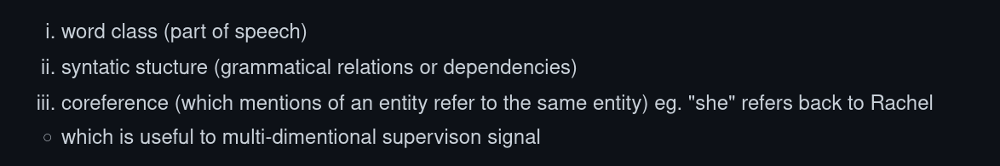 i. word class (part of speech)
ii. syntatic stucture (grammatical relations or dependencies)
iii. coreference (which mentions of an entity refer to the same entity) eg. "she" refers back to Rachel
○ which is useful to multi-dimentional supervison signal